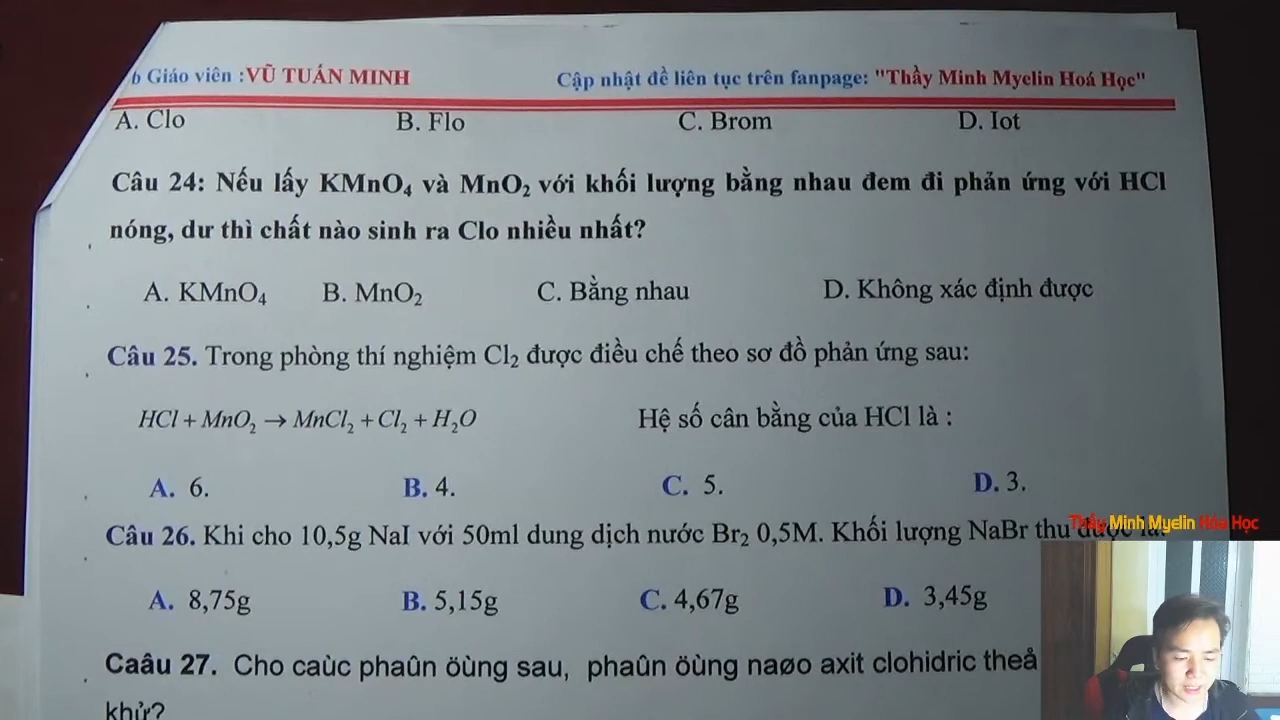 Giáo viên :VŨ TUẤN MINH Cập nhật đề liên tục trên fanpage: "Thầy Minh Myelin Hoá Học"
A. Clo B. Flo C. Brom D. Iot
Câu 24: Nếu lấy KMnO₄ và MnO₂ với khối lượng bằng nhau đem đi phản ứng với HCl
nóng, dư thì chất nào sinh ra Clo nhiều nhất?
A. KMnO₄ B. MnO₂ C. Bằng nhau D. Không xác định được
Câu 25. Trong phòng thí nghiệm Cl₂ được điều chế theo sơ đồ phản ứng sau:
HCl + MnO₂ → MnCl₂ + Cl₂ + H₂O Hệ số cân bằng của HCl là :
A. 6. B. 4. C. 5. D. 3.
Thầy Minh Myelin Hóa Học
Câu 26. Khi cho 10,5g NaI với 50ml dung dịch nước Br₂ 0,5M. Khối lượng NaBr thu được là:
A. 8,75g B. 5,15g C. 4,67g D. 3,45g
Caâu 27. Cho caùc phaûn öùng sau, phaûn öùng naøo axit clohidric theå
khử?